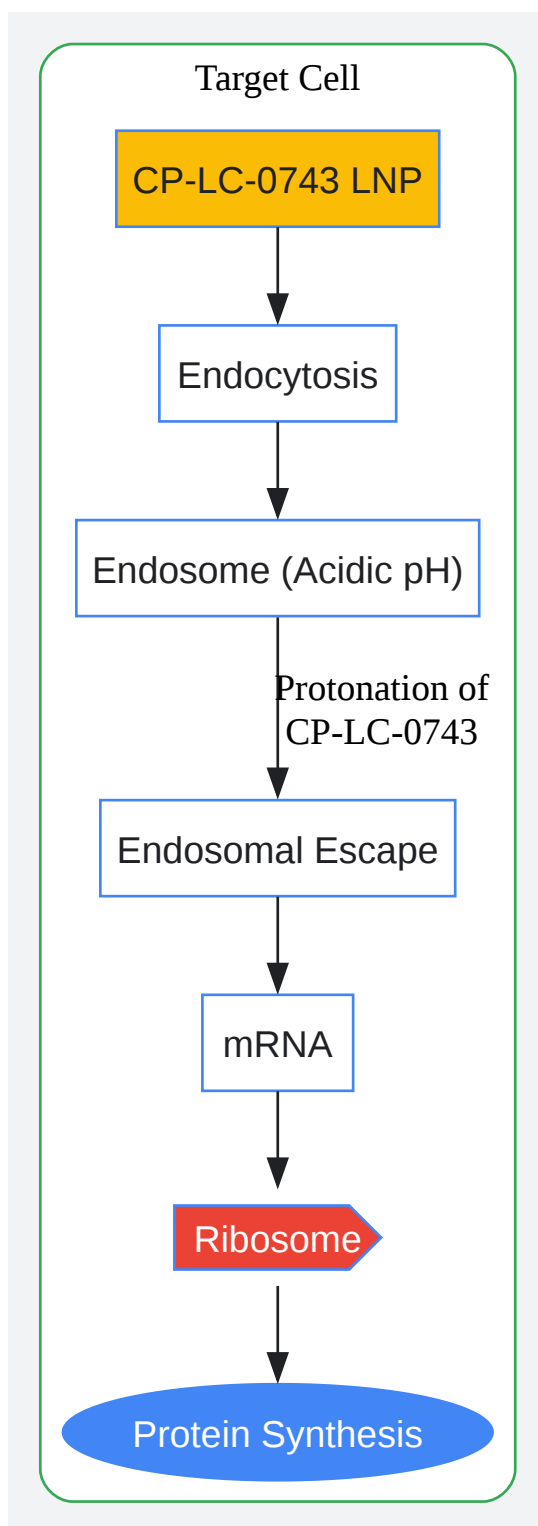 Target Cell
CP-LC-0743 LNP
Endocytosis
Endosome (Acidic pH)
Protonation of
CP-LC-0743
Endosomal Escape
mRNA
Ribosome
Protein Synthesis